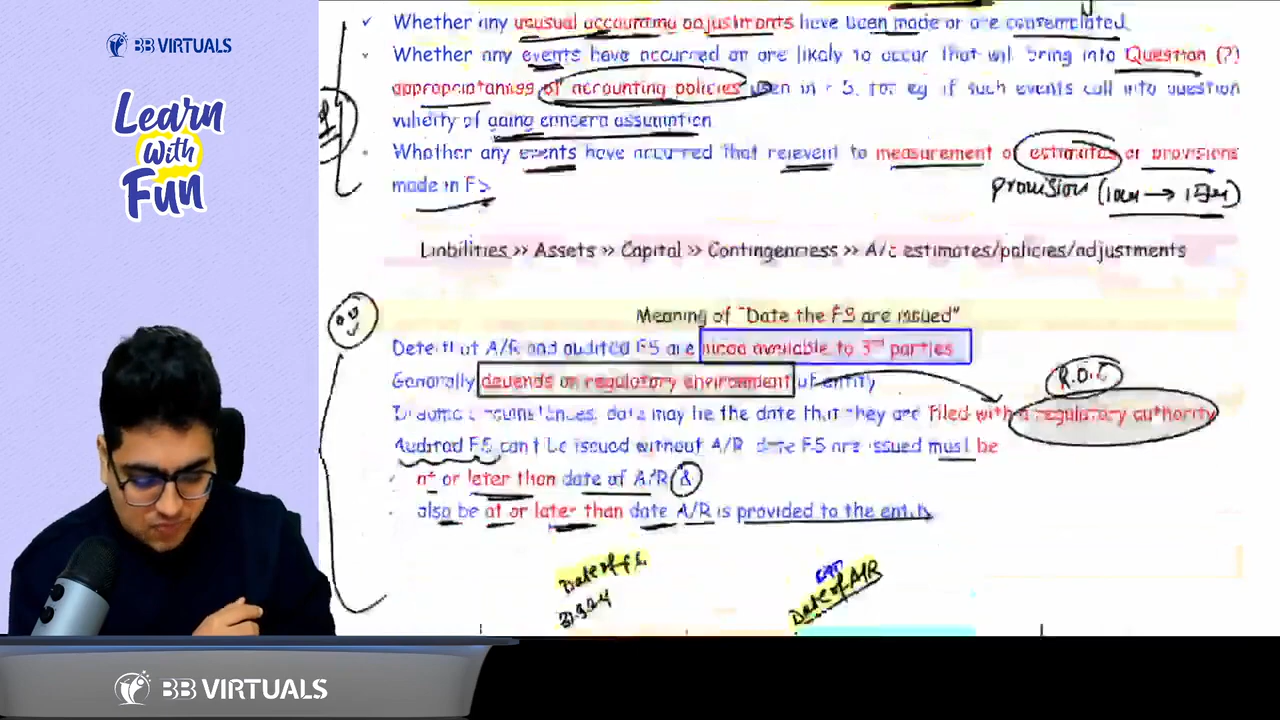 BB VIRTUALS
Learn
with
Fun
✓ Whether any unusual accounting adjustments have been made or are contemplated.
Whether any events have occurred or are likely to occur that will bring into Question (?)
appropriateness of accounting policies used in F.S. For eg if such events call into question
validity of going concern assumption
Whether any events have occurred that relevent to measurement of estimates or provisions
made in FS
provision
Liabilities >> Assets >> Capital >> Contingencies >> A/c estimates/policies/adjustments
Meaning of "Date the FS are issued"
Date that A/R and audited FS are made available to 3rd parties
Generally depends on regulatory environment of entity
R.O.C
In some circumstances, date may be the date that they are filed with a regulatory authority
Audited FS can't be issued without A/R date FS are issued must be
at or later than date of A/R &
also be at or later than date A/R is provided to the entity
Date of F.S.
Date of A/R
BB VIRTUALS